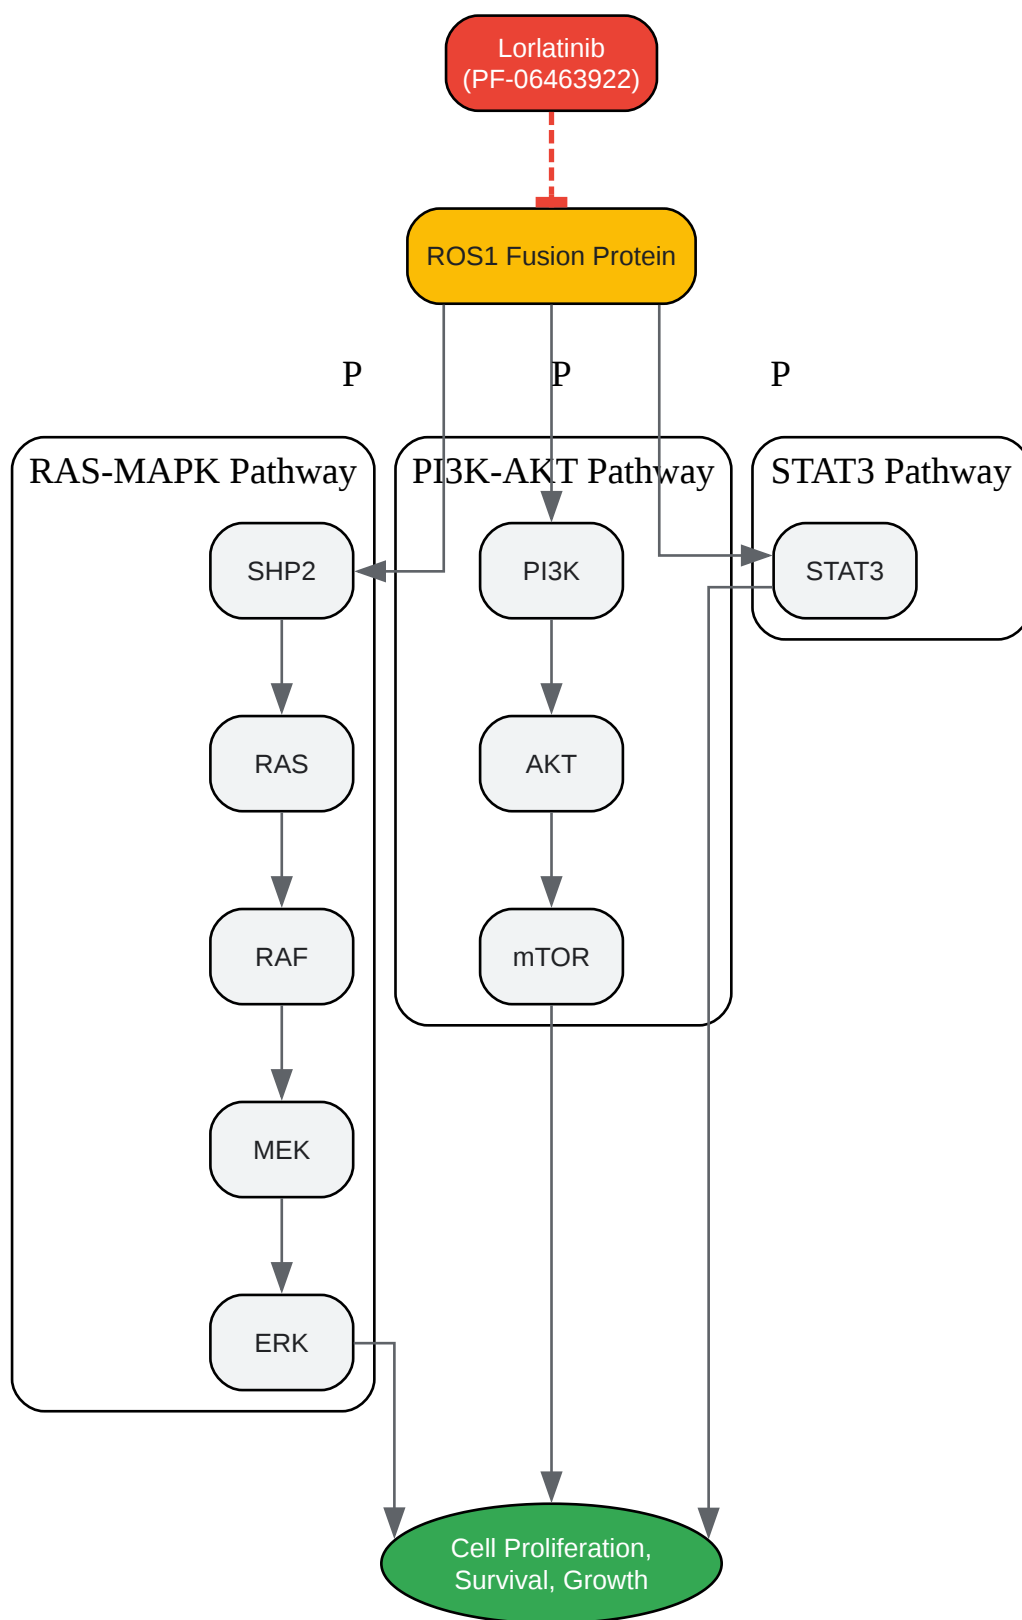 Lorlatinib
(PF-06463922)
ROS1 Fusion Protein
P
P
P
RAS-MAPK Pathway
PI3K-AKT Pathway
STAT3 Pathway
SHP2
PI3K
STAT3
RAS
AKT
RAF
mTOR
MEK
ERK
Cell Proliferation,
Survival, Growth